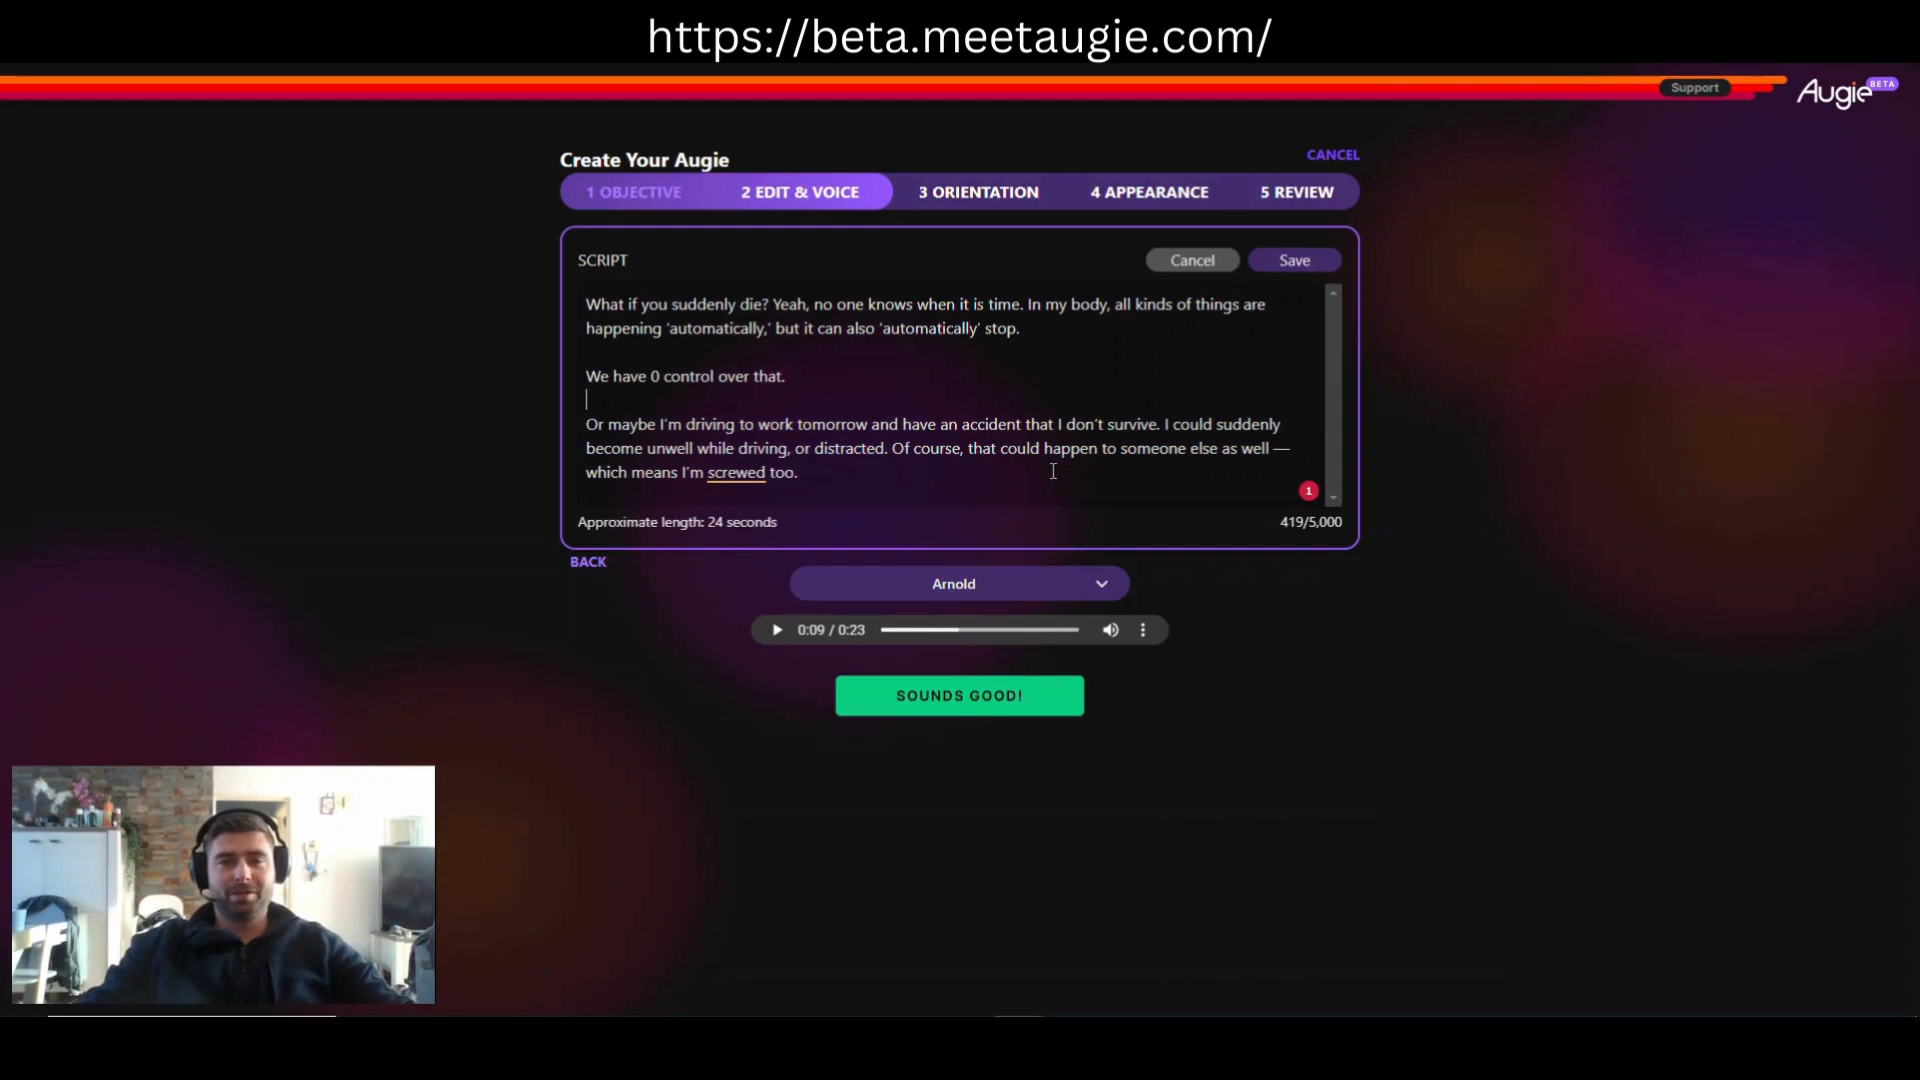 https://beta.meetaugie.com/
Support
Augie BETA
Create Your Augie
CANCEL
1 OBJECTIVE
2 EDIT & VOICE
3 ORIENTATION
4 APPEARANCE
5 REVIEW
SCRIPT
Cancel
Save
What if you suddenly die? Yeah, no one knows when it is time. In my body, all kinds of things are
happening ‘automatically,’ but it can also ‘automatically’ stop.
We have 0 control over that.
Or maybe I’m driving to work tomorrow and have an accident that I don’t survive. I could suddenly
become unwell while driving, or distracted. Of course, that could happen to someone else as well —
which means I’m screwed too.
1
Approximate length: 24 seconds
419/5,000
BACK
Arnold
0:09 / 0:23
SOUNDS GOOD!